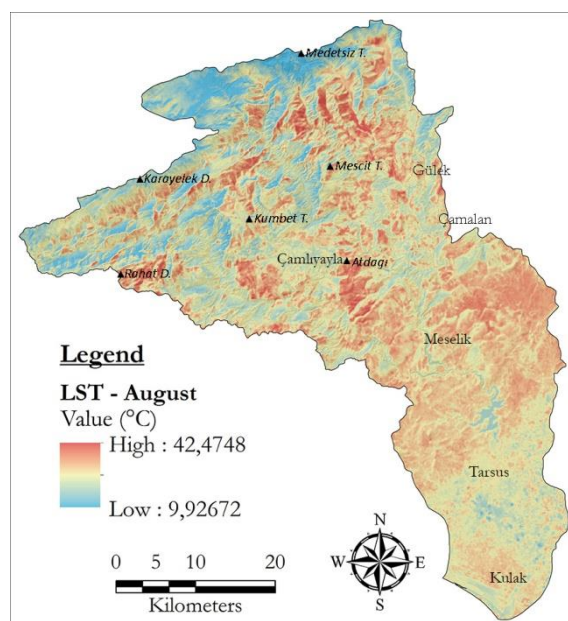 Medetsiz T.
Mescit T.
Gülek
Karayelek D.
Kumbet T.
Çamalan
Çamlıyayla
Atdağı
Rahat D.
Meselik
Tarsus
Kulak
Legend
LST - August
Value (°C)
High : 42,4748
Low : 9,92672
0 5 10 20
Kilometers
N
W E
S